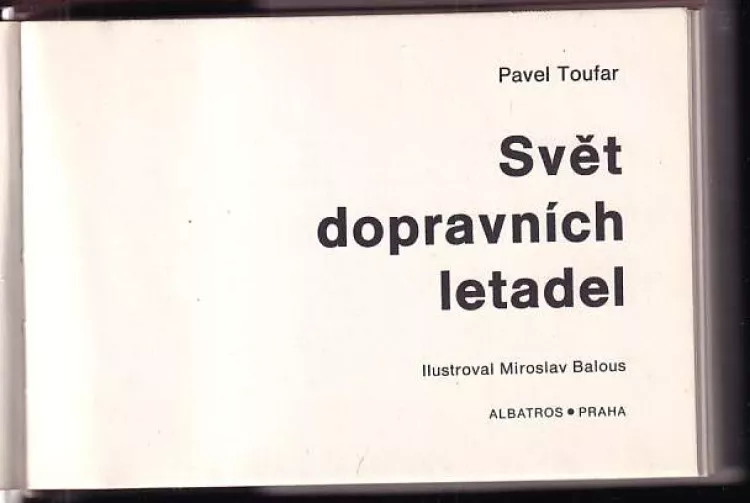 Pavel Toufar
Svět
dopravních
letadel
Ilustroval Miroslav Balous
ALBATROS • PRAHA